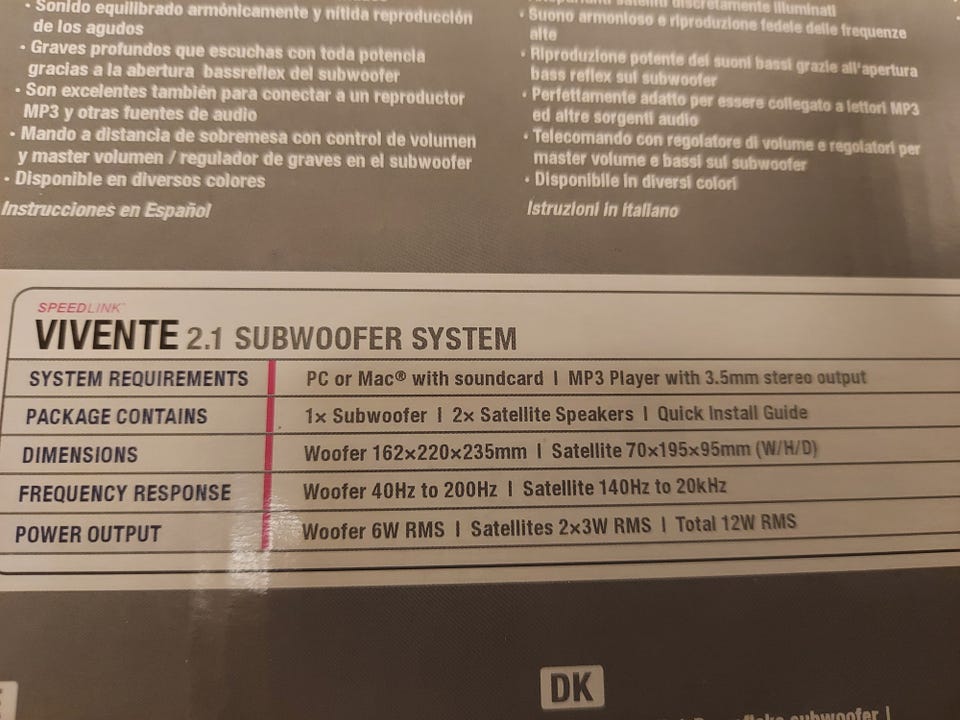 • Sonido equilibrado armónicamente y nítida reproducción
de los agudos
• Graves profundos que escuchas con toda potencia
gracias a la abertura bassreflex del subwoofer
• Son excelentes también para conectar a un reproductor
MP3 y otras fuentes de audio
• Mando a distancia de sobremesa con control de volumen
y master volumen / regulador de graves en el subwoofer
• Disponible en diversos colores
Instrucciones en Español
satelliti discretamente illuminati
• Suono armonioso e riproduzione fedele delle frequenze
alte
• Riproduzione potente dei suoni bassi grazie all'apertura
bass reflex sul subwoofer
• Perfettamente adatto per essere collegato a lettori MP3
ed altre sorgenti audio
• Telecomando con regolatore di volume e regolatori per
master volume e bassi sul subwoofer
• Disponibile in diversi colori
Istruzioni in Italiano
SPEEDLINK™
VIVENTE 2.1 SUBWOOFER SYSTEM
SYSTEM REQUIREMENTS PC or Mac® with soundcard | MP3 Player with 3.5mm stereo output
PACKAGE CONTAINS 1× Subwoofer | 2× Satellite Speakers | Quick Install Guide
DIMENSIONS Woofer 162×220×235mm | Satellite 70×195×95mm (W/H/D)
FREQUENCY RESPONSE Woofer 40Hz to 200Hz | Satellite 140Hz to 20kHz
POWER OUTPUT Woofer 6W RMS | Satellites 2×3W RMS | Total 12W RMS
DK
subwoofer |